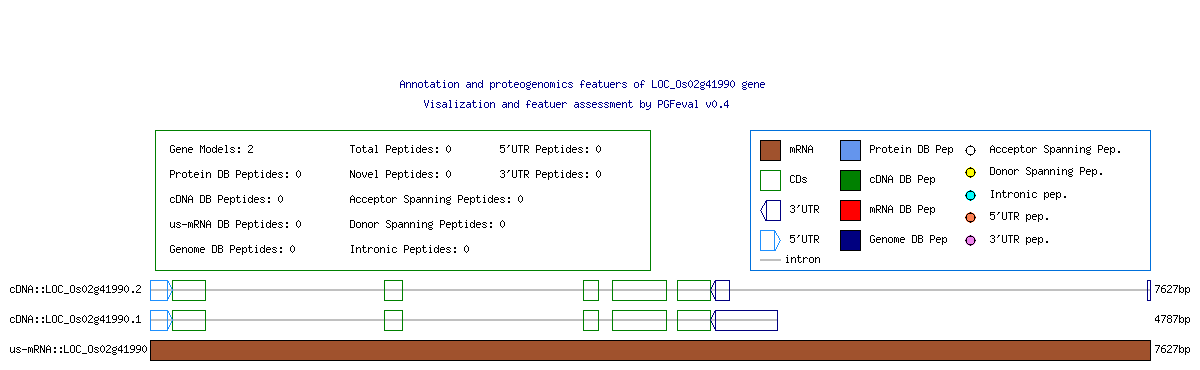 Annotation and proteogenomics featuers of LOC_Os02g41990 gene
Visalization and featuer assessment by PGFeval v0.4
Gene Models: 2 Total Peptides: 0 5'UTR Peptides: 0
Protein DB Peptides: 0 Novel Peptides: 0 3'UTR Peptides: 0
cDNA DB Peptides: 0 Acceptor Spanning Peptides: 0
us-mRNA DB Peptides: 0 Donor Spanning Peptides: 0
Genome DB Peptides: 0 Intronic Peptides: 0
mRNA Protein DB Pep Acceptor Spanning Pep.
CDs cDNA DB Pep Donor Spanning Pep.
3'UTR mRNA DB Pep Intronic pep.
5'UTR Genome DB Pep 5'UTR pep.
intron 3'UTR pep.
cDNA::LOC_Os02g41990.2 7627bp
cDNA::LOC_Os02g41990.1 4787bp
us-mRNA::LOC_Os02g41990 7627bp